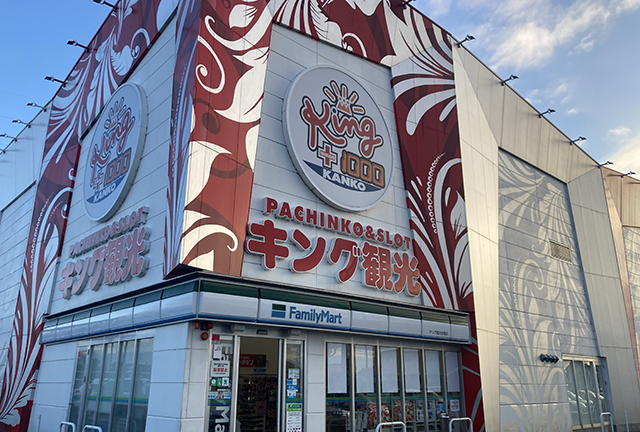 King
+1000
KANKO
PACHINKO&SLOT
キング観光
King
+1000
KANKO
PACHINKO&SLOT
キング観光
FamilyMart